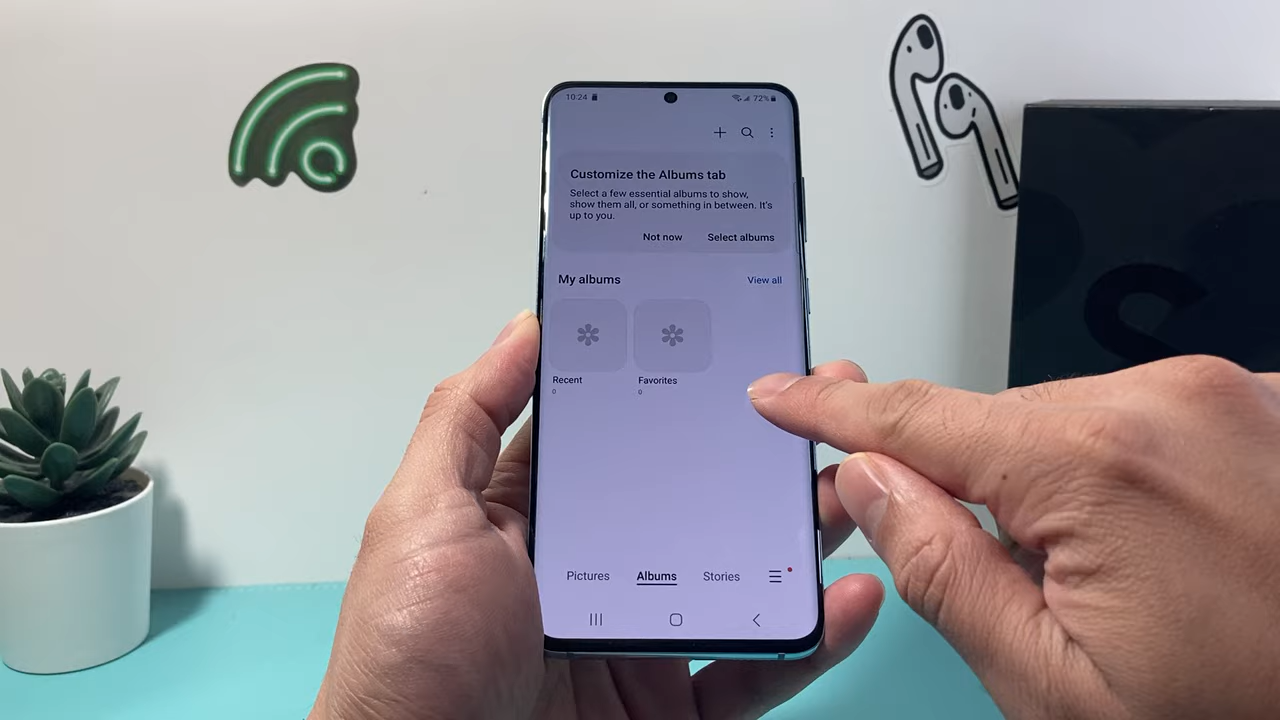 10:24
72%
Customize the Albums tab
Select a few essential albums to show,
show them all, or something in between. It's
up to you.
Not now Select albums
My albums View all
Recent Favorites
0 0
Pictures Albums Stories
S